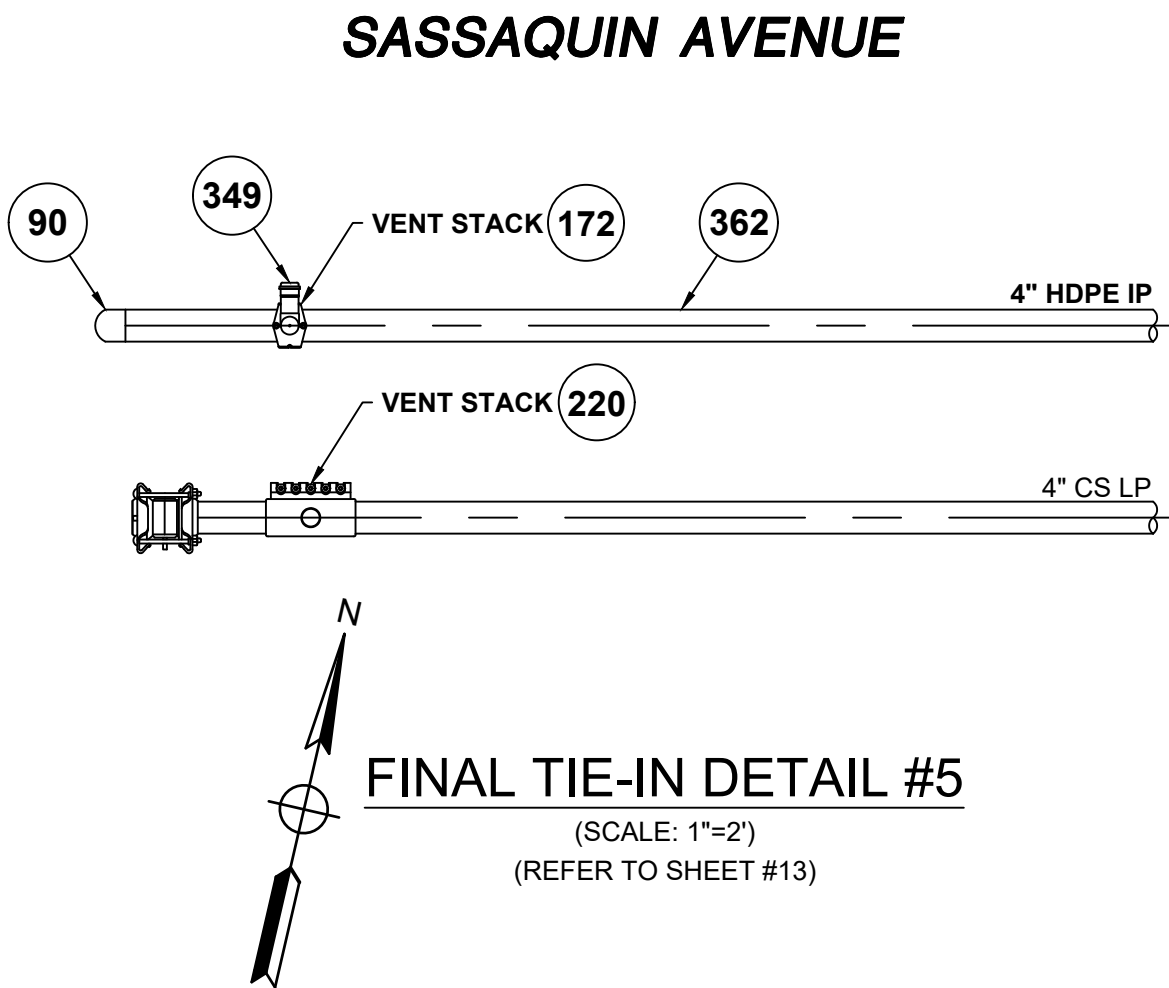 SASSAQUIN AVENUE
349
90
VENT STACK 172
362
4" HDPE IP
VENT STACK 220
4" CS LP
N
FINAL TIE-IN DETAIL #5
(SCALE: 1"=2')
(REFER TO SHEET #13)